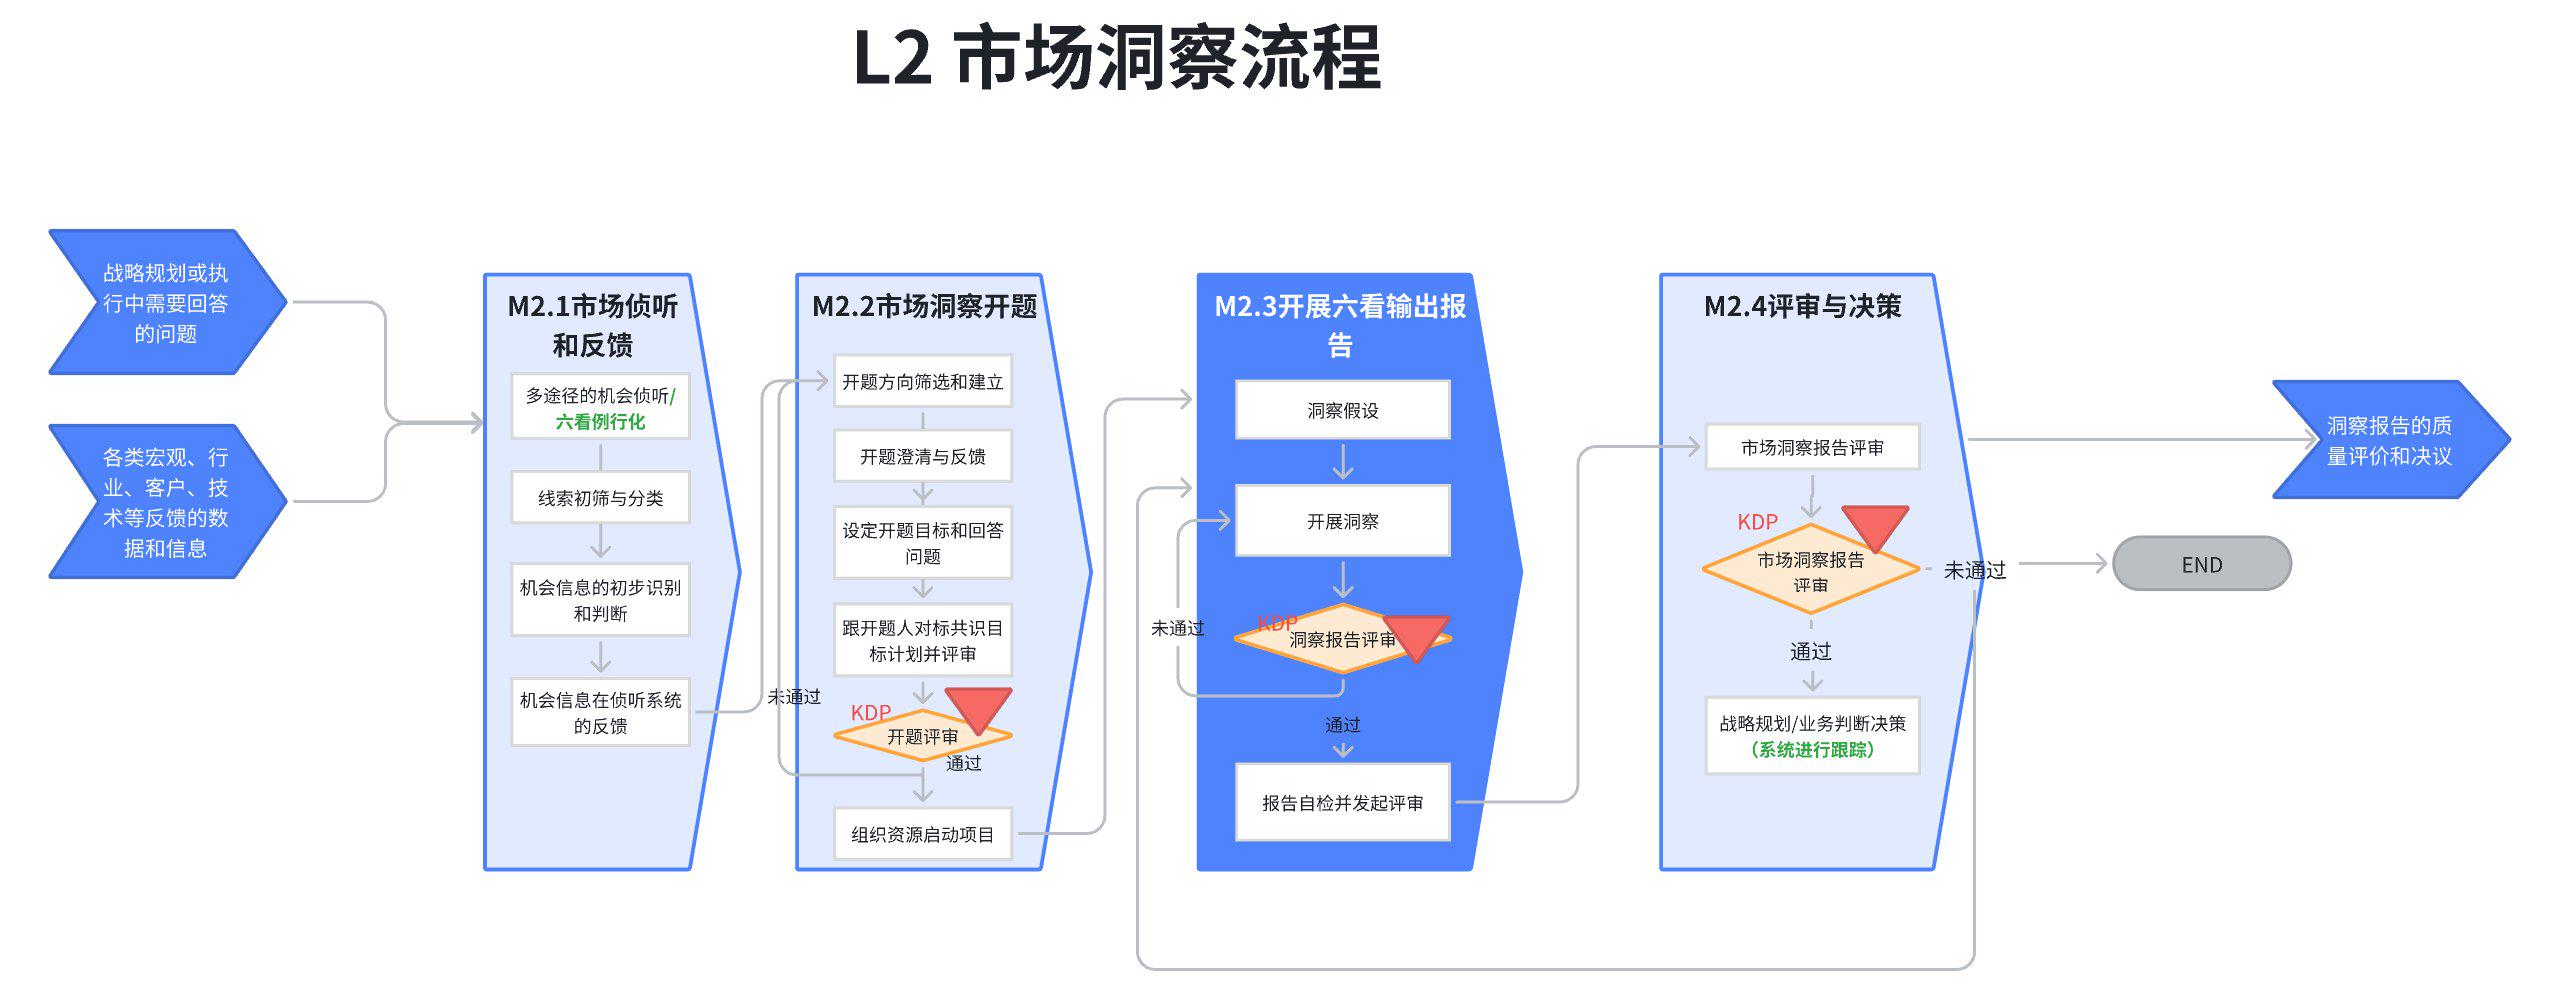 L2 市场洞察流程
战略规划或执
行中需要回答
的问题
各类宏观、行
业、客户、技
术等反馈的数
据和信息
M2.1市场侦听
和反馈
多途径的机会侦听/
六看例行化
线索初筛与分类
机会信息的初步识别
和判断
机会信息在侦听系统
的反馈
M2.2市场洞察开题
开题方向筛选和建立
开题澄清与反馈
设定开题目标和回答
问题
跟开题人对标共识目
标计划并评审
未通过
KDP
开题评审
通过
组织资源启动项目
M2.3开展六看输出报
告
洞察假设
开展洞察
未通过
KDP
洞察报告评审
通过
报告自检并发起评审
M2.4评审与决策
市场洞察报告评审
KDP
市场洞察报告
评审
未通过
通过
战略规划/业务判断决策
（系统进行跟踪）
洞察报告的质
量评价和决议
END